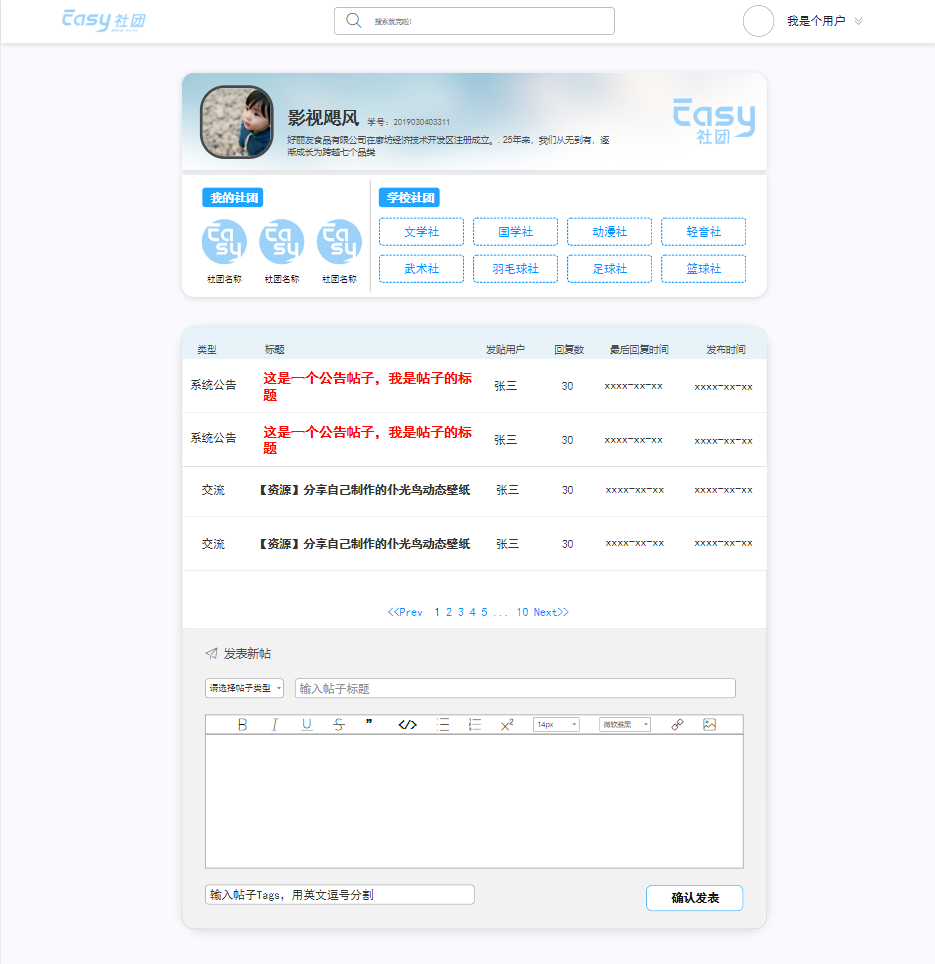 Easy 社团
搜索就完啦!
我是个用户
影视飓风 学号：2019030403311
好丽友食品有限公司在廊坊经济技术开发区注册成立。. 25年来，我们从无到有，逐
渐成长为跨越七个品类
Easy
社团
我的社团
学校社团
Easy
Easy
Easy
社团名称
社团名称
社团名称
文学社
国学社
动漫社
轻音社
武术社
羽毛球社
足球社
篮球社
类型 标题 发贴用户 回复数 最后回复时间 发布时间
系统公告 这是一个公告帖子，我是帖子的标
题 张三 30 xxxx-xx-xx xxxx-xx-xx
系统公告 这是一个公告帖子，我是帖子的标
题 张三 30 xxxx-xx-xx xxxx-xx-xx
交流 【资源】分享自己制作的仆光鸟动态壁纸 张三 30 xxxx-xx-xx xxxx-xx-xx
交流 【资源】分享自己制作的仆光鸟动态壁纸 张三 30 xxxx-xx-xx xxxx-xx-xx
<<Prev 1 2 3 4 5 ... 10 Next>>
发表新帖
请选择帖子类型 输入帖子标题
B I U S ” </> X² 14px 微软雅黑
输入帖子Tags，用英文逗号分割
确认发表